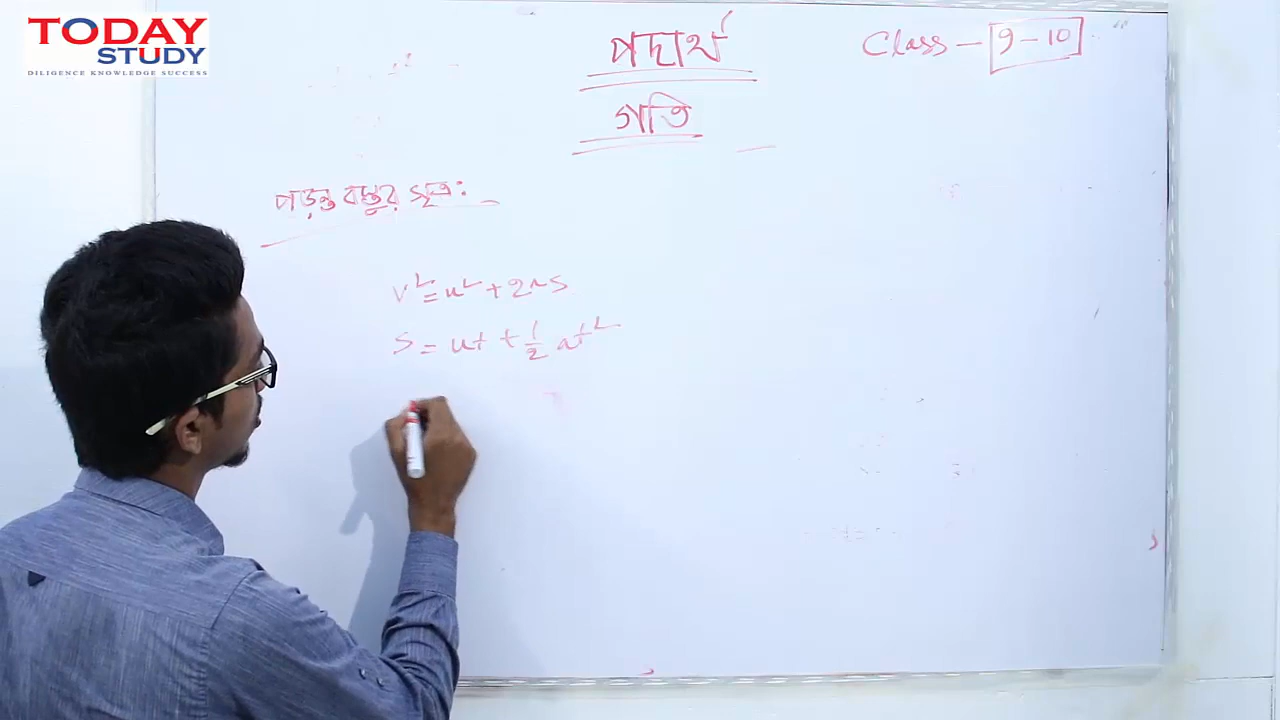 TODAY
STUDY
DILIGENCE KNOWLEDGE SUCCESS
পদার্থ
Class – 9-10
গতি
পড়ন্ত বস্তুর সূত্র:
v² = u² + 2as
s = ut + 1/2 at²